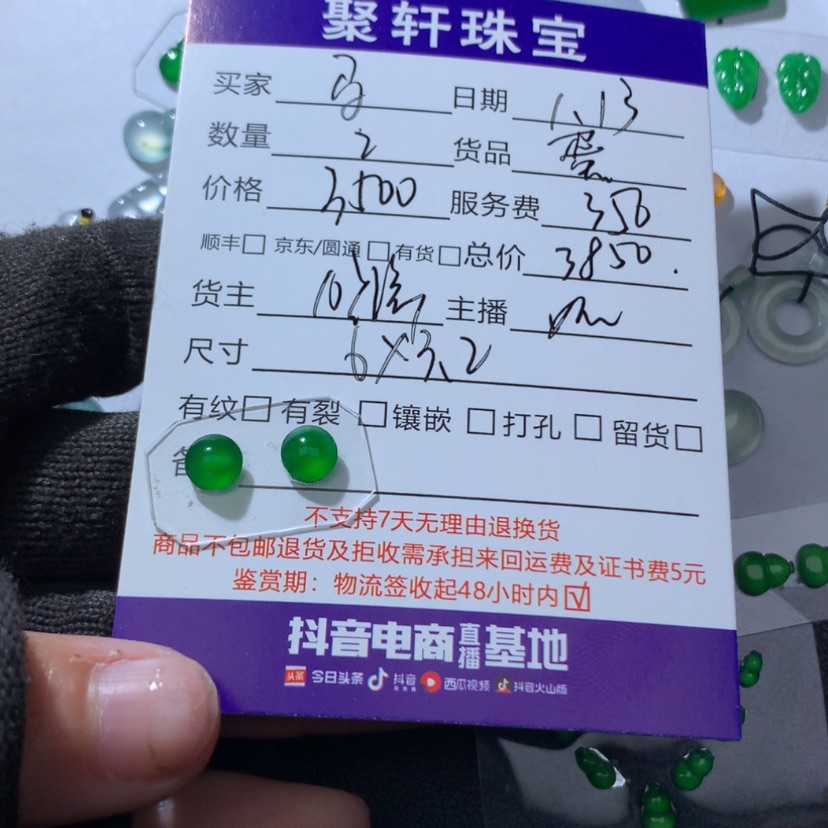 聚轩珠宝
买家 马 日期 1.13
数量 2 货品 蛋
价格 3,500 服务费 350
顺丰□ 京东/圆通□ 有货□ 总价 3850.
货主 主播
尺寸 6×3.2
有纹□ 有裂□ 镶嵌□ 打孔□ 留货□
不支持7天无理由退换货
商品不包邮退货及拒收需承担来回运费及证书费5元
鉴赏期：物流签收起48小时内☑
抖音电商直播基地
头条 今日头条 抖音 西瓜视频 抖音火山版